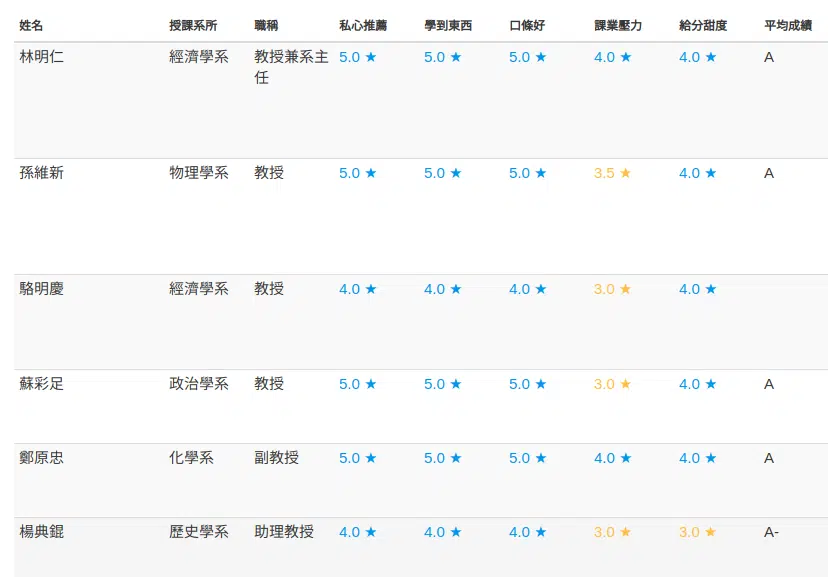 姓名 授課系所 職稱 私心推薦 學到東西 口條好 課業壓力 給分甜度 平均成績
林明仁 經濟學系 教授兼系主 5.0 ★ 5.0 ★ 5.0 ★ 4.0 ★ 4.0 ★ A
任
孫維新 物理學系 教授 5.0 ★ 5.0 ★ 5.0 ★ 3.5 ★ 4.0 ★ A
駱明慶 經濟學系 教授 4.0 ★ 4.0 ★ 4.0 ★ 3.0 ★ 4.0 ★
蘇彩足 政治學系 教授 5.0 ★ 5.0 ★ 5.0 ★ 3.0 ★ 4.0 ★ A
鄭原忠 化學系 副教授 5.0 ★ 5.0 ★ 5.0 ★ 4.0 ★ 4.0 ★ A
楊典錕 歷史學系 助理教授 4.0 ★ 4.0 ★ 4.0 ★ 3.0 ★ 3.0 ★ A-